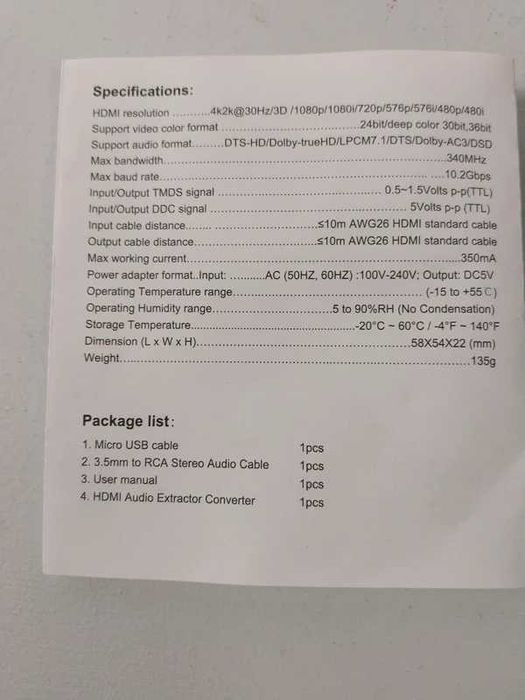 Specifications:
HDMI resolution ...........4k2k@30Hz/3D /1080p/1080i/720p/576p/576i/480p/480i
Support video color format ..........................................24bit/deep color 30bit,36bit
Support audio format.........DTS-HD/Dolby-trueHD/LPCM7.1/DTS/Dolby-AC3/DSD
Max bandwidth.....................................................................................340MHz
Max baud rate.....................................................................................10.2Gbps
Input/Output TMDS signal .................................................. 0.5~1.5Volts p-p(TTL)
Input/Output DDC signal ............................................................ 5Volts p-p (TTL)
Input cable distance........................................≤10m AWG26 HDMI standard cable
Output cable distance.....................................≤10m AWG26 HDMI standard cable
Max working current................................................................................350mA
Power adapter format..Input: ...........AC (50HZ, 60HZ) :100V-240V; Output: DC5V
Operating Temperature range.......................................................... (-15 to +55℃)
Operating Humidity range....................................5 to 90%RH (No Condensation)
Storage Temperature..................................................-20°C ~ 60°C / -4°F ~ 140°F
Dimension (L x W x H)................................................................58X54X22 (mm)
Weight........................................................................................................135g
Package list:
1. Micro USB cable 1pcs
2. 3.5mm to RCA Stereo Audio Cable 1pcs
3. User manual 1pcs
4. HDMI Audio Extractor Converter 1pcs